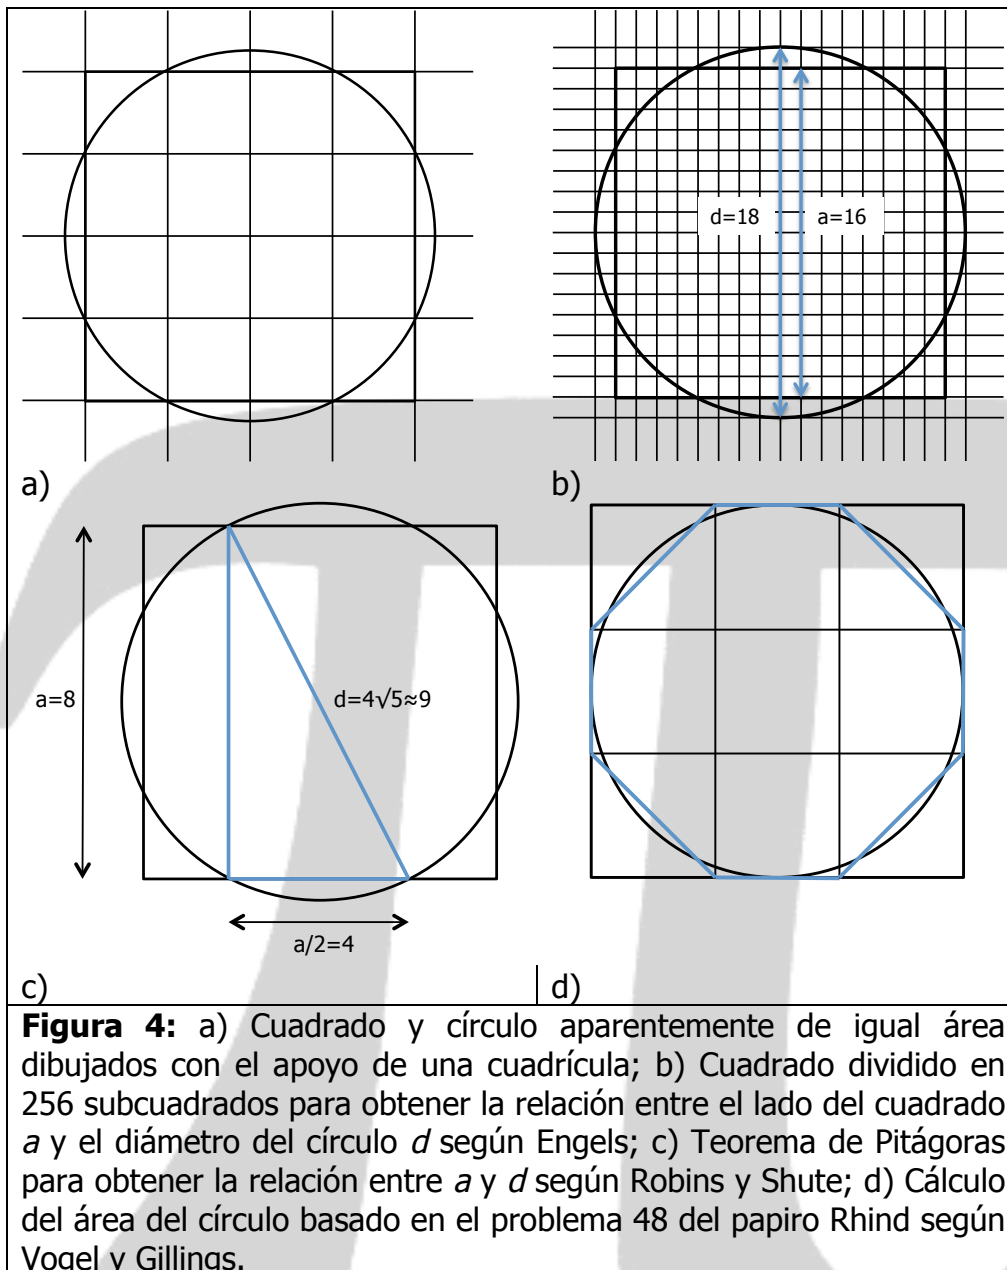 d=18
a=16
a)
b)
a=8
d=4√5≈9
a/2=4
c)
d)
Figura 4: a) Cuadrado y círculo aparentemente de igual área
dibujados con el apoyo de una cuadrícula; b) Cuadrado dividido en
256 subcuadrados para obtener la relación entre el lado del cuadrado
a y el diámetro del círculo d según Engels; c) Teorema de Pitágoras
para obtener la relación entre a y d según Robins y Shute; d) Cálculo
del área del círculo basado en el problema 48 del papiro Rhind según
Vogel y Gillings.